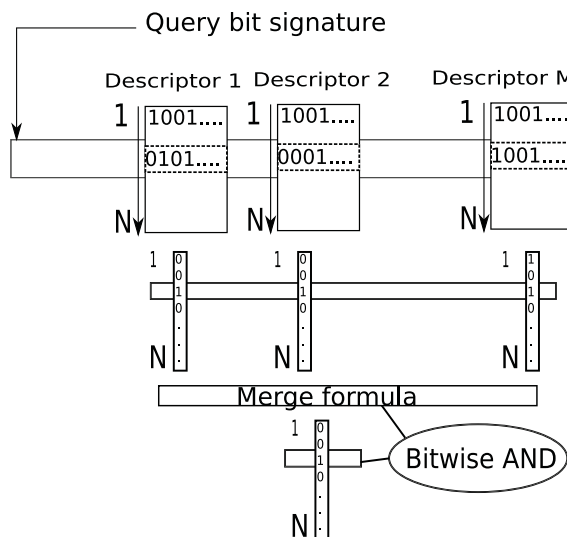 Query bit signature
Descriptor 1 Descriptor 2 Descriptor M
1 1001.... 1 1001.... 1 1001....
0101.... 0001.... 1001....
N N N
1 0 1 0 1 1
0 0 0
1 1 1
0 0 0
. . .
. . .
N . N . N .
Merge formula
1 0
0
1 Bitwise AND
0
.
.
N .